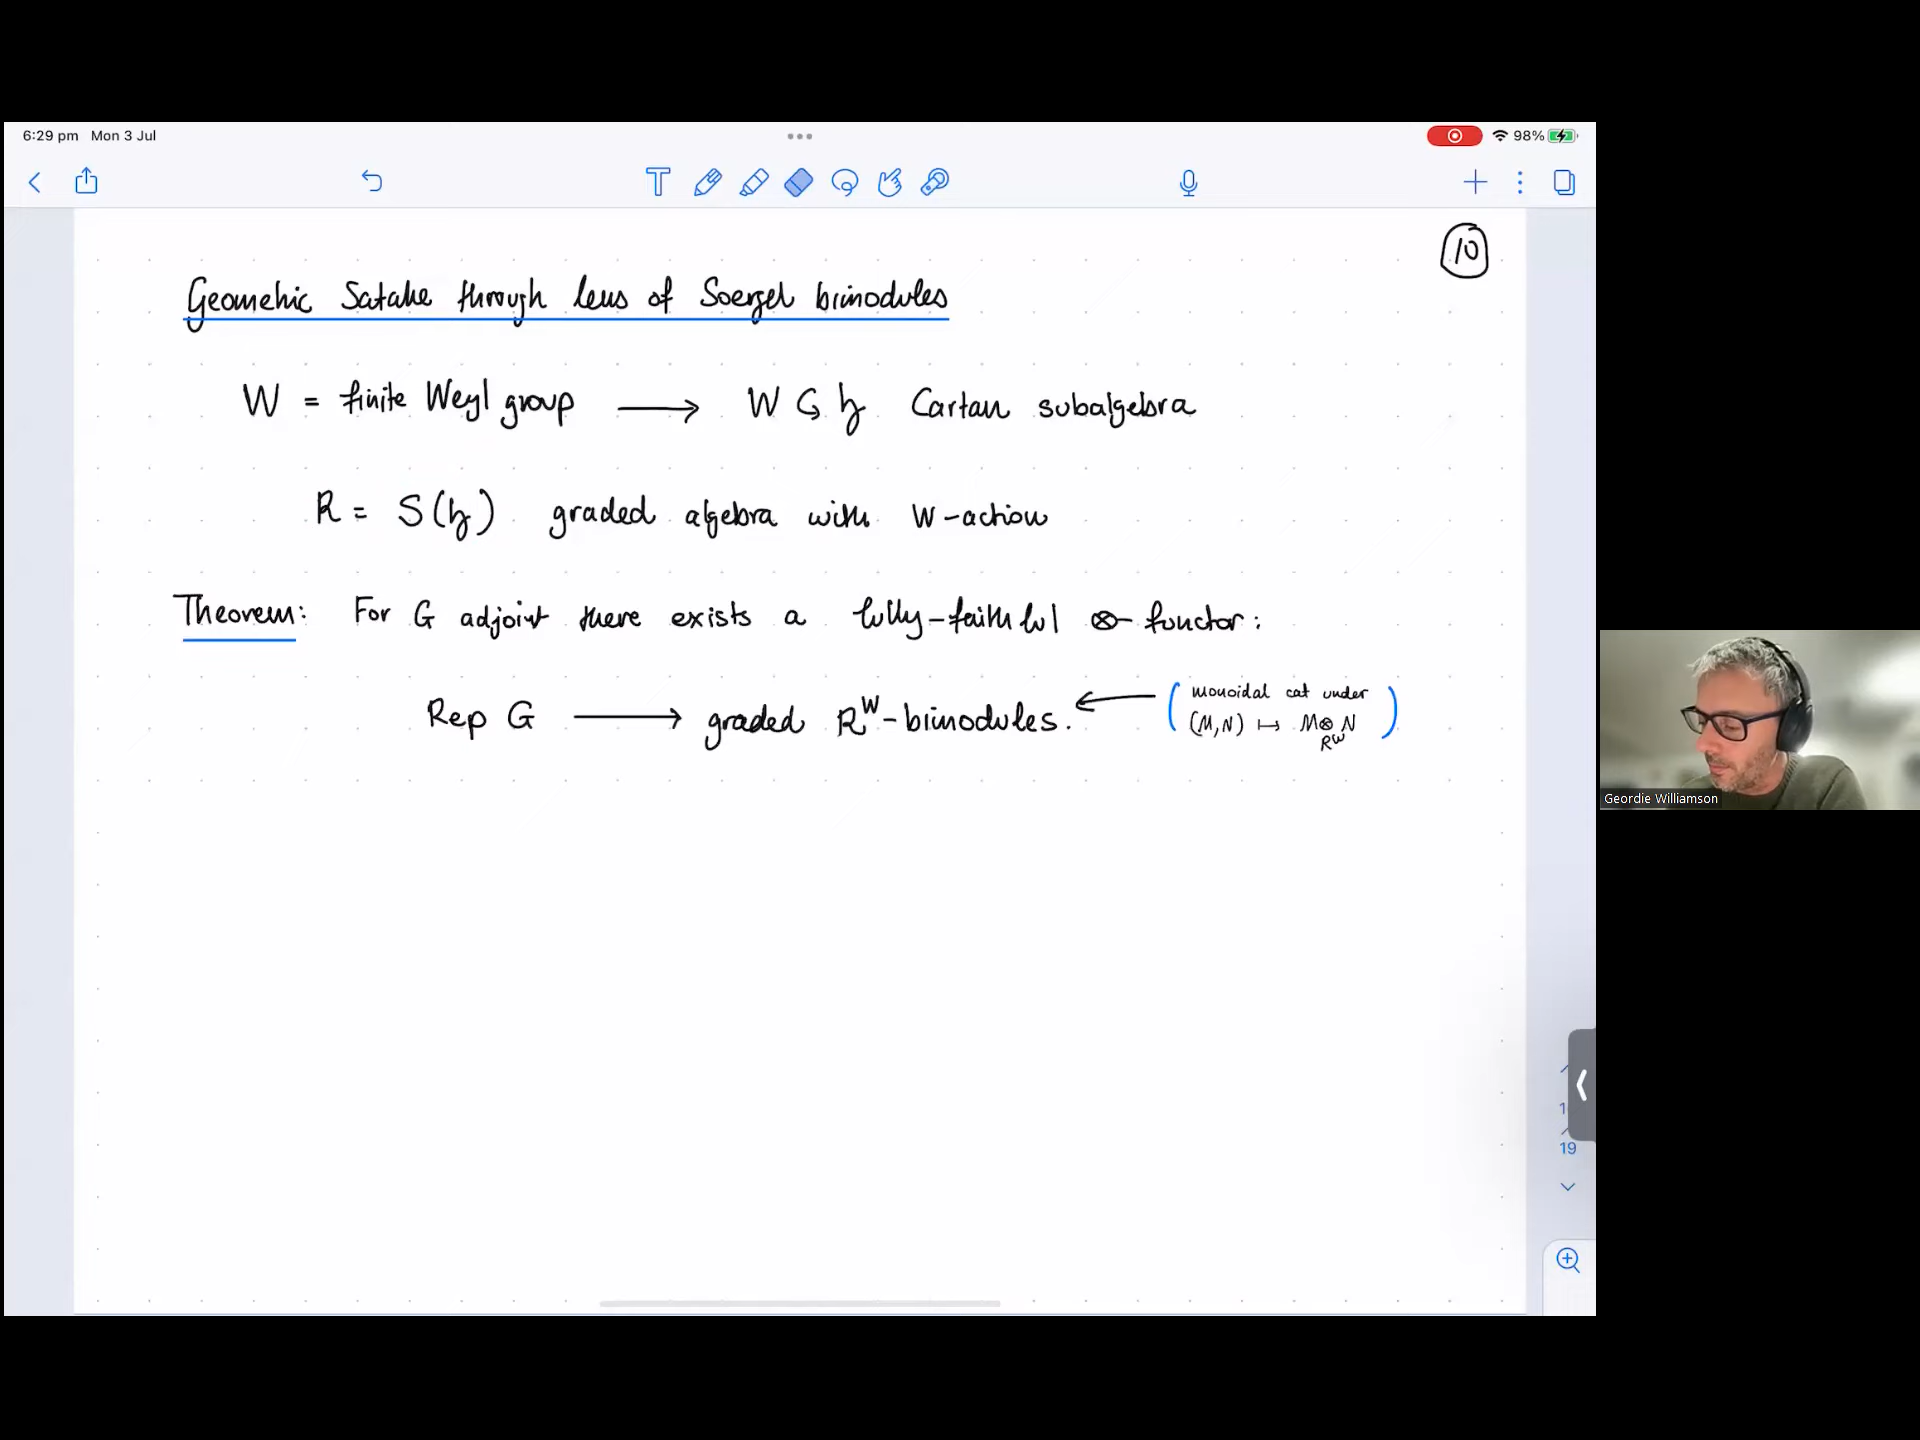 6:29 pm Mon 3 Jul
98%
10
Geometric Satake through lens of Soergel bimodules
W = finite Weyl group ⟶ W ↻ 𝔥 Cartan subalgebra
R = S(𝔥) graded algebra with W-action
Theorem: For G adjoint there exists a fully-faithful ⊗-functor:
Rep G ⟶ graded R^W-bimodules. ⟵ (monoidal cat under
(M,N) ↦ M⊗_{R^W} N)
Geordie Williamson
19